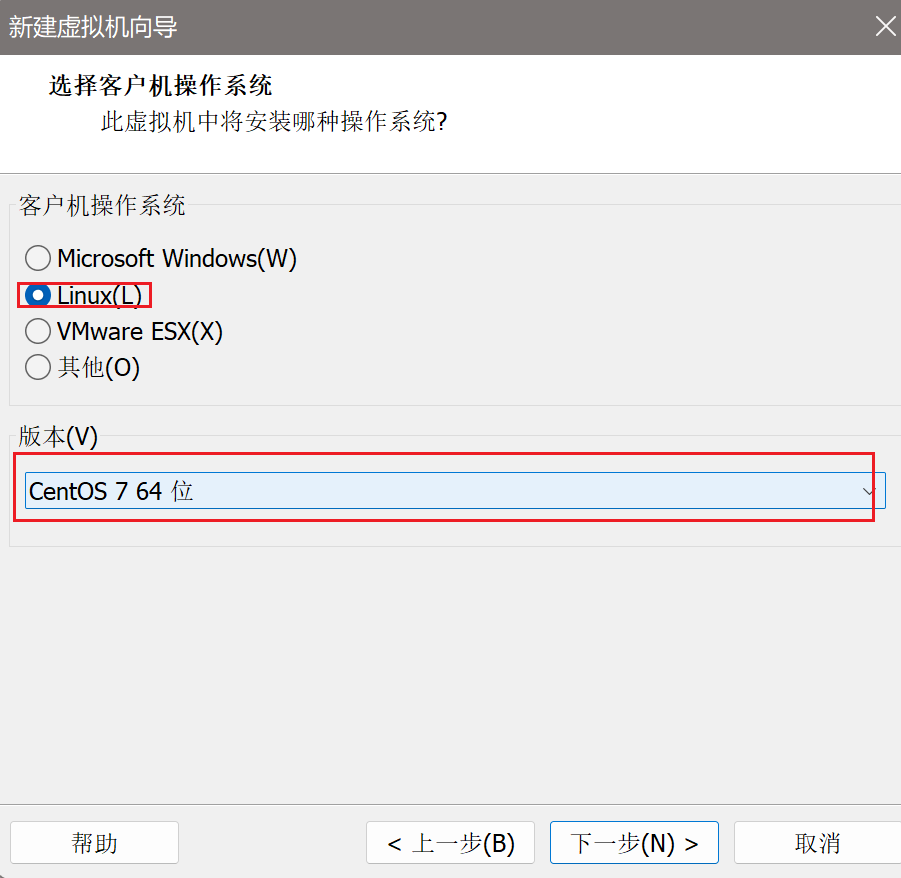 新建虚拟机向导
选择客户机操作系统
此虚拟机中将安装哪种操作系统?
客户机操作系统
Microsoft Windows(W)
Linux(L)
VMware ESX(X)
其他(O)
版本(V)
CentOS 7 64 位
帮助
< 上一步(B)
下一步(N) >
取消